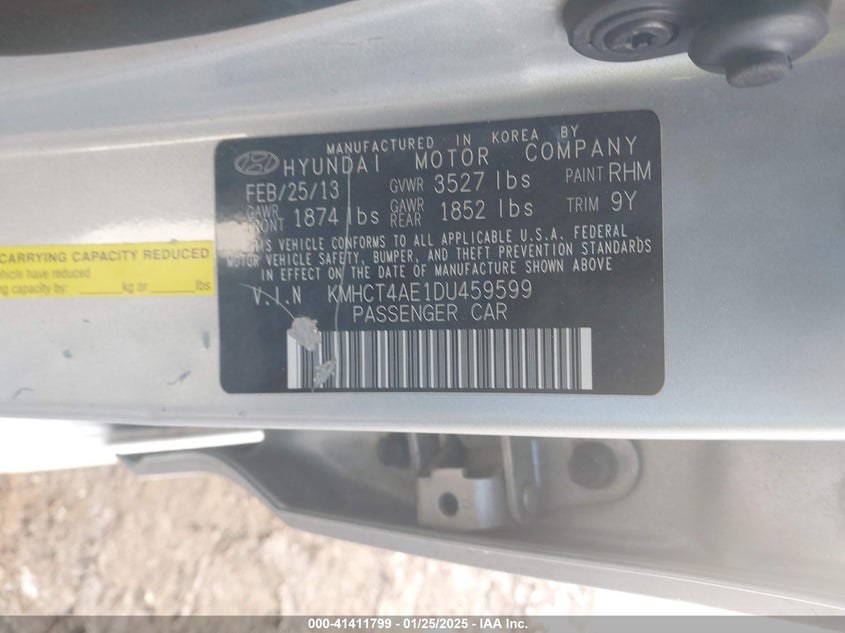 MANUFACTURED IN KOREA BY
HYUNDAI MOTOR COMPANY
FEB/25/13 GVWR 3527 lbs PAINT RHM
GAWR FRONT 1874 lbs GAWR REAR 1852 lbs TRIM 9Y
THIS VEHICLE CONFORMS TO ALL APPLICABLE U.S.A. FEDERAL
MOTOR VEHICLE SAFETY, BUMPER, AND THEFT PREVENTION STANDARDS
IN EFFECT ON THE DATE OF MANUFACTURE SHOWN ABOVE
V.I.N KMHCT4AE1DU459599
PASSENGER CAR
CARRYING CAPACITY REDUCED
vehicle have reduced
capacity by: ____ kg or ____ lbs
000-41411799 — 01/25/2025 — © IAA Inc.